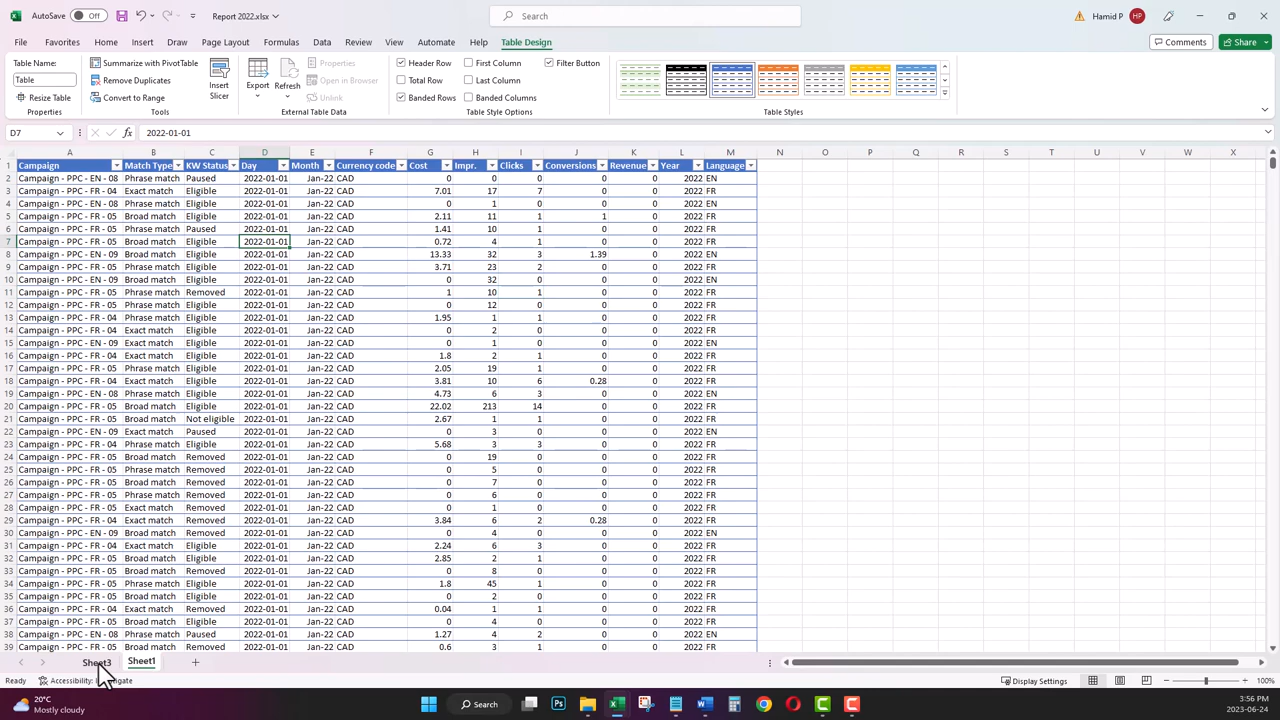 AutoSave Off Report 2022.xlsx Search Hamid P HP
File Favorites Home Insert Draw Page Layout Formulas Data Review View Automate Help Table Design Comments Share
Table Name: Summarize with PivotTable Properties Header Row First Column Filter Button
Table Remove Duplicates Insert Slicer Export Refresh Open in Browser Total Row Last Column
Resize Table Convert to Range Unlink Banded Rows Banded Columns
Properties Tools External Table Data Table Style Options Table Styles
D7 fx 2022-01-01
A B C D E F G H I J K L M N O P Q R S T U V W X
1 Campaign Match Type KW Status Day Month Currency code Cost Impr. Clicks Conversions Revenue Year Language
2 Campaign - PPC - EN - 08 Phrase match Paused 2022-01-01 Jan-22 CAD 0 0 0 0 0 2022 EN
3 Campaign - PPC - FR - 04 Exact match Eligible 2022-01-01 Jan-22 CAD 7.01 17 7 0 0 2022 FR
4 Campaign - PPC - EN - 08 Phrase match Eligible 2022-01-01 Jan-22 CAD 0 1 0 0 0 2022 EN
5 Campaign - PPC - FR - 05 Broad match Eligible 2022-01-01 Jan-22 CAD 2.11 11 1 1 0 2022 FR
6 Campaign - PPC - FR - 05 Phrase match Paused 2022-01-01 Jan-22 CAD 1.41 10 1 0 0 2022 FR
7 Campaign - PPC - FR - 05 Broad match Eligible 2022-01-01 Jan-22 CAD 0.72 4 1 0 0 2022 FR
8 Campaign - PPC - EN - 09 Broad match Eligible 2022-01-01 Jan-22 CAD 13.33 32 3 1.39 0 2022 EN
9 Campaign - PPC - FR - 05 Phrase match Eligible 2022-01-01 Jan-22 CAD 3.71 23 2 0 0 2022 FR
10 Campaign - PPC - EN - 09 Broad match Eligible 2022-01-01 Jan-22 CAD 0 32 0 0 0 2022 EN
11 Campaign - PPC - FR - 05 Phrase match Removed 2022-01-01 Jan-22 CAD 1 10 1 0 0 2022 FR
12 Campaign - PPC - FR - 05 Phrase match Eligible 2022-01-01 Jan-22 CAD 0 12 0 0 0 2022 FR
13 Campaign - PPC - FR - 04 Phrase match Eligible 2022-01-01 Jan-22 CAD 1.95 1 1 0 0 2022 FR
14 Campaign - PPC - FR - 04 Exact match Eligible 2022-01-01 Jan-22 CAD 0 2 0 0 0 2022 FR
15 Campaign - PPC - EN - 09 Exact match Eligible 2022-01-01 Jan-22 CAD 0 1 0 0 0 2022 EN
16 Campaign - PPC - FR - 04 Exact match Eligible 2022-01-01 Jan-22 CAD 1.8 2 1 0 0 2022 FR
17 Campaign - PPC - FR - 05 Phrase match Eligible 2022-01-01 Jan-22 CAD 2.05 19 1 0 0 2022 FR
18 Campaign - PPC - FR - 04 Exact match Eligible 2022-01-01 Jan-22 CAD 3.81 10 6 0.28 0 2022 FR
19 Campaign - PPC - EN - 08 Phrase match Eligible 2022-01-01 Jan-22 CAD 4.73 6 3 0 0 2022 EN
20 Campaign - PPC - FR - 05 Broad match Eligible 2022-01-01 Jan-22 CAD 22.02 213 14 0 0 2022 FR
21 Campaign - PPC - FR - 05 Broad match Not eligible 2022-01-01 Jan-22 CAD 2.67 1 1 0 0 2022 FR
22 Campaign - PPC - EN - 09 Exact match Paused 2022-01-01 Jan-22 CAD 0 3 0 0 0 2022 EN
23 Campaign - PPC - FR - 04 Phrase match Eligible 2022-01-01 Jan-22 CAD 5.68 3 3 0 0 2022 FR
24 Campaign - PPC - FR - 05 Broad match Removed 2022-01-01 Jan-22 CAD 0 19 0 0 0 2022 FR
25 Campaign - PPC - FR - 05 Phrase match Removed 2022-01-01 Jan-22 CAD 0 5 0 0 0 2022 FR
26 Campaign - PPC - FR - 05 Broad match Removed 2022-01-01 Jan-22 CAD 0 7 0 0 0 2022 FR
27 Campaign - PPC - FR - 05 Phrase match Removed 2022-01-01 Jan-22 CAD 0 6 0 0 0 2022 FR
28 Campaign - PPC - FR - 05 Exact match Removed 2022-01-01 Jan-22 CAD 0 1 0 0 0 2022 FR
29 Campaign - PPC - FR - 04 Exact match Removed 2022-01-01 Jan-22 CAD 3.84 6 2 0.28 0 2022 FR
30 Campaign - PPC - EN - 09 Broad match Removed 2022-01-01 Jan-22 CAD 0 4 0 0 0 2022 EN
31 Campaign - PPC - FR - 04 Exact match Eligible 2022-01-01 Jan-22 CAD 2.24 6 3 0 0 2022 FR
32 Campaign - PPC - FR - 05 Broad match Eligible 2022-01-01 Jan-22 CAD 2.85 2 1 0 0 2022 FR
33 Campaign - PPC - FR - 05 Broad match Removed 2022-01-01 Jan-22 CAD 0 8 0 0 0 2022 FR
34 Campaign - PPC - FR - 05 Phrase match Eligible 2022-01-01 Jan-22 CAD 1.8 45 1 0 0 2022 FR
35 Campaign - PPC - FR - 05 Broad match Eligible 2022-01-01 Jan-22 CAD 0 2 0 0 0 2022 FR
36 Campaign - PPC - FR - 04 Exact match Removed 2022-01-01 Jan-22 CAD 0.04 1 1 0 0 2022 FR
37 Campaign - PPC - FR - 05 Broad match Eligible 2022-01-01 Jan-22 CAD 0 4 0 0 0 2022 FR
38 Campaign - PPC - EN - 08 Phrase match Paused 2022-01-01 Jan-22 CAD 1.27 4 2 0 0 2022 EN
39 Campaign - PPC - FR - 05 Broad match Removed 2022-01-01 Jan-22 CAD 0.6 3 1 0 0 2022 FR
Sheet3 Sheet1
Ready Accessibility: Display Settings 100%
20°C
Mostly cloudy
Search
3:56 PM
2023-06-24